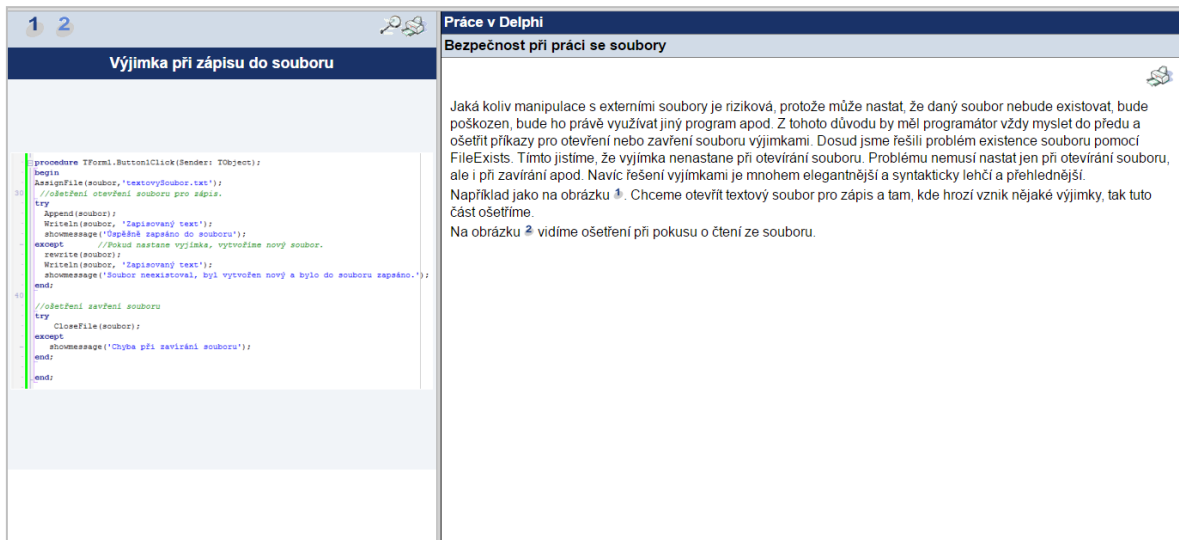 1 2
Výjimka při zápisu do souboru
procedure TForm1.Button1Click(Sender: TObject);
begin
AssignFile(soubor,'textovySoubor.txt');
30 //ošetření otevření souboru pro zápis.
try
Append(soubor);
Writeln(soubor, 'Zapisovaný text');
showmessage('Úspěšně zapsáno do souboru');
except //Pokud nastane vyjímka, vytvoříme nový soubor.
rewrite(soubor);
Writeln(soubor, 'Zapisovaný text');
showmessage('Soubor neexistoval, byl vytvořen nový a bylo do souboru zapsáno.');
end;
40
//ošetření zavření souboru
try
CloseFile(soubor);
except
showmessage('Chyba při zavírání souboru');
end;
end;
Práce v Delphi
Bezpečnost při práci se soubory
Jaká koliv manipulace s externími soubory je riziková, protože může nastat, že daný soubor nebude existovat, bude
poškozen, bude ho právě využívat jiný program apod. Z tohoto důvodu by měl programátor vždy myslet do předu a
ošetřit příkazy pro otevření nebo zavření souboru výjimkami. Dosud jsme řešili problém existence souboru pomocí
FileExists. Tímto jistíme, že vyjímka nenastane při otevírání souboru. Problému nemusí nastat jen při otevírání souboru,
ale i při zavírání apod. Navíc řešení vyjímkami je mnohem elegantnější a syntakticky lehčí a přehlednější.
Například jako na obrázku 1. Chceme otevřít textový soubor pro zápis a tam, kde hrozí vznik nějaké výjimky, tak tuto
část ošetříme.
Na obrázku 2 vidíme ošetření při pokusu o čtení ze souboru.